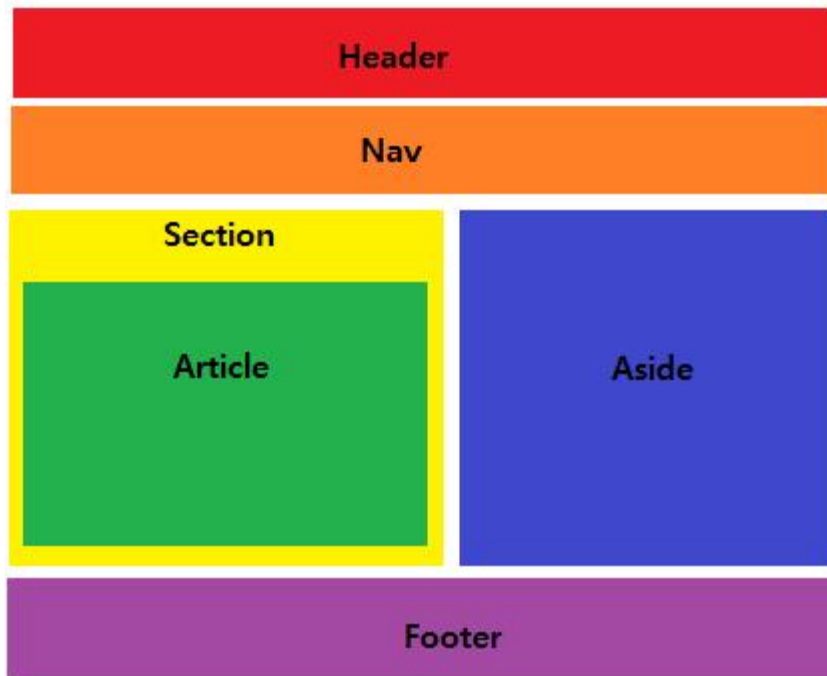 Header
Nav
Section
Article
Aside
Footer